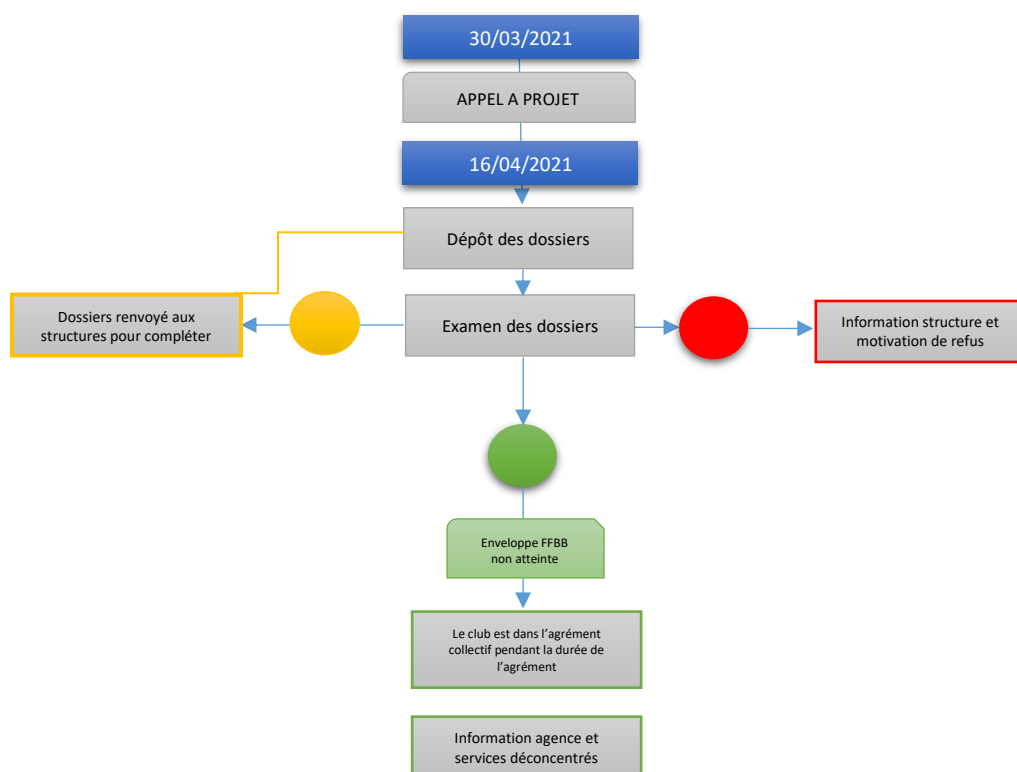 30/03/2021
APPEL A PROJET
16/04/2021
Dépôt des dossiers
Dossiers renvoyé aux
structures pour compléter
Examen des dossiers
Information structure et
motivation de refus
Enveloppe FFBB
non atteinte
Le club est dans l’agrément
collectif pendant la durée de
l’agrément
Information agence et
services déconcentrés